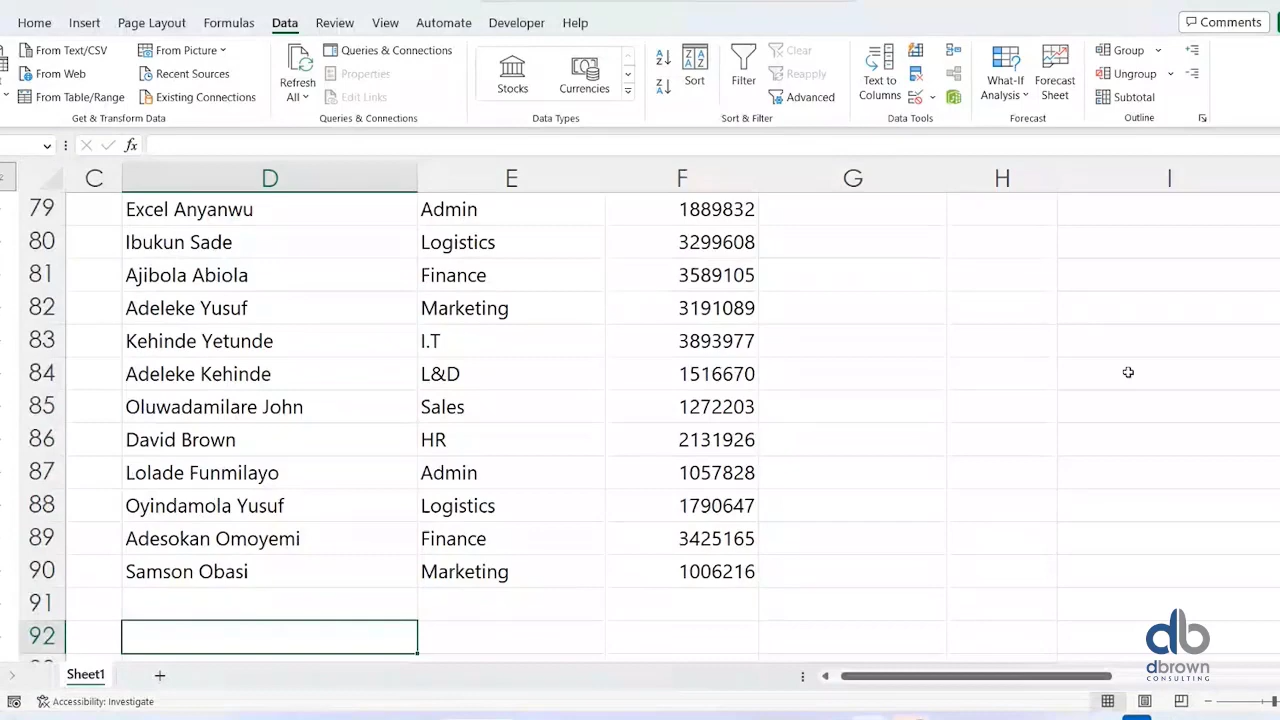 Home Insert Page Layout Formulas Data Review View Automate Developer Help Comments
From Text/CSV From Picture Queries & Connections Clear Group
From Web Recent Sources Properties Reapply Ungroup
From Table/Range Existing Connections Edit Links Advanced Subtotal
Refresh All Stocks Currencies Sort Filter Text to Columns What-If Analysis Forecast Sheet
Get & Transform Data Queries & Connections Data Types Sort & Filter Data Tools Forecast Outline
fx
C D E F G H I
79 Excel Anyanwu Admin 1889832
80 Ibukun Sade Logistics 3299608
81 Ajibola Abiola Finance 3589105
82 Adeleke Yusuf Marketing 3191089
83 Kehinde Yetunde I.T 3893977
84 Adeleke Kehinde L&D 1516670
85 Oluwadamilare John Sales 1272203
86 David Brown HR 2131926
87 Lolade Funmilayo Admin 1057828
88 Oyindamola Yusuf Logistics 1790647
89 Adesokan Omoyemi Finance 3425165
90 Samson Obasi Marketing 1006216
91
92
db
dbrown
CONSULTING
Sheet1
Accessibility: Investigate